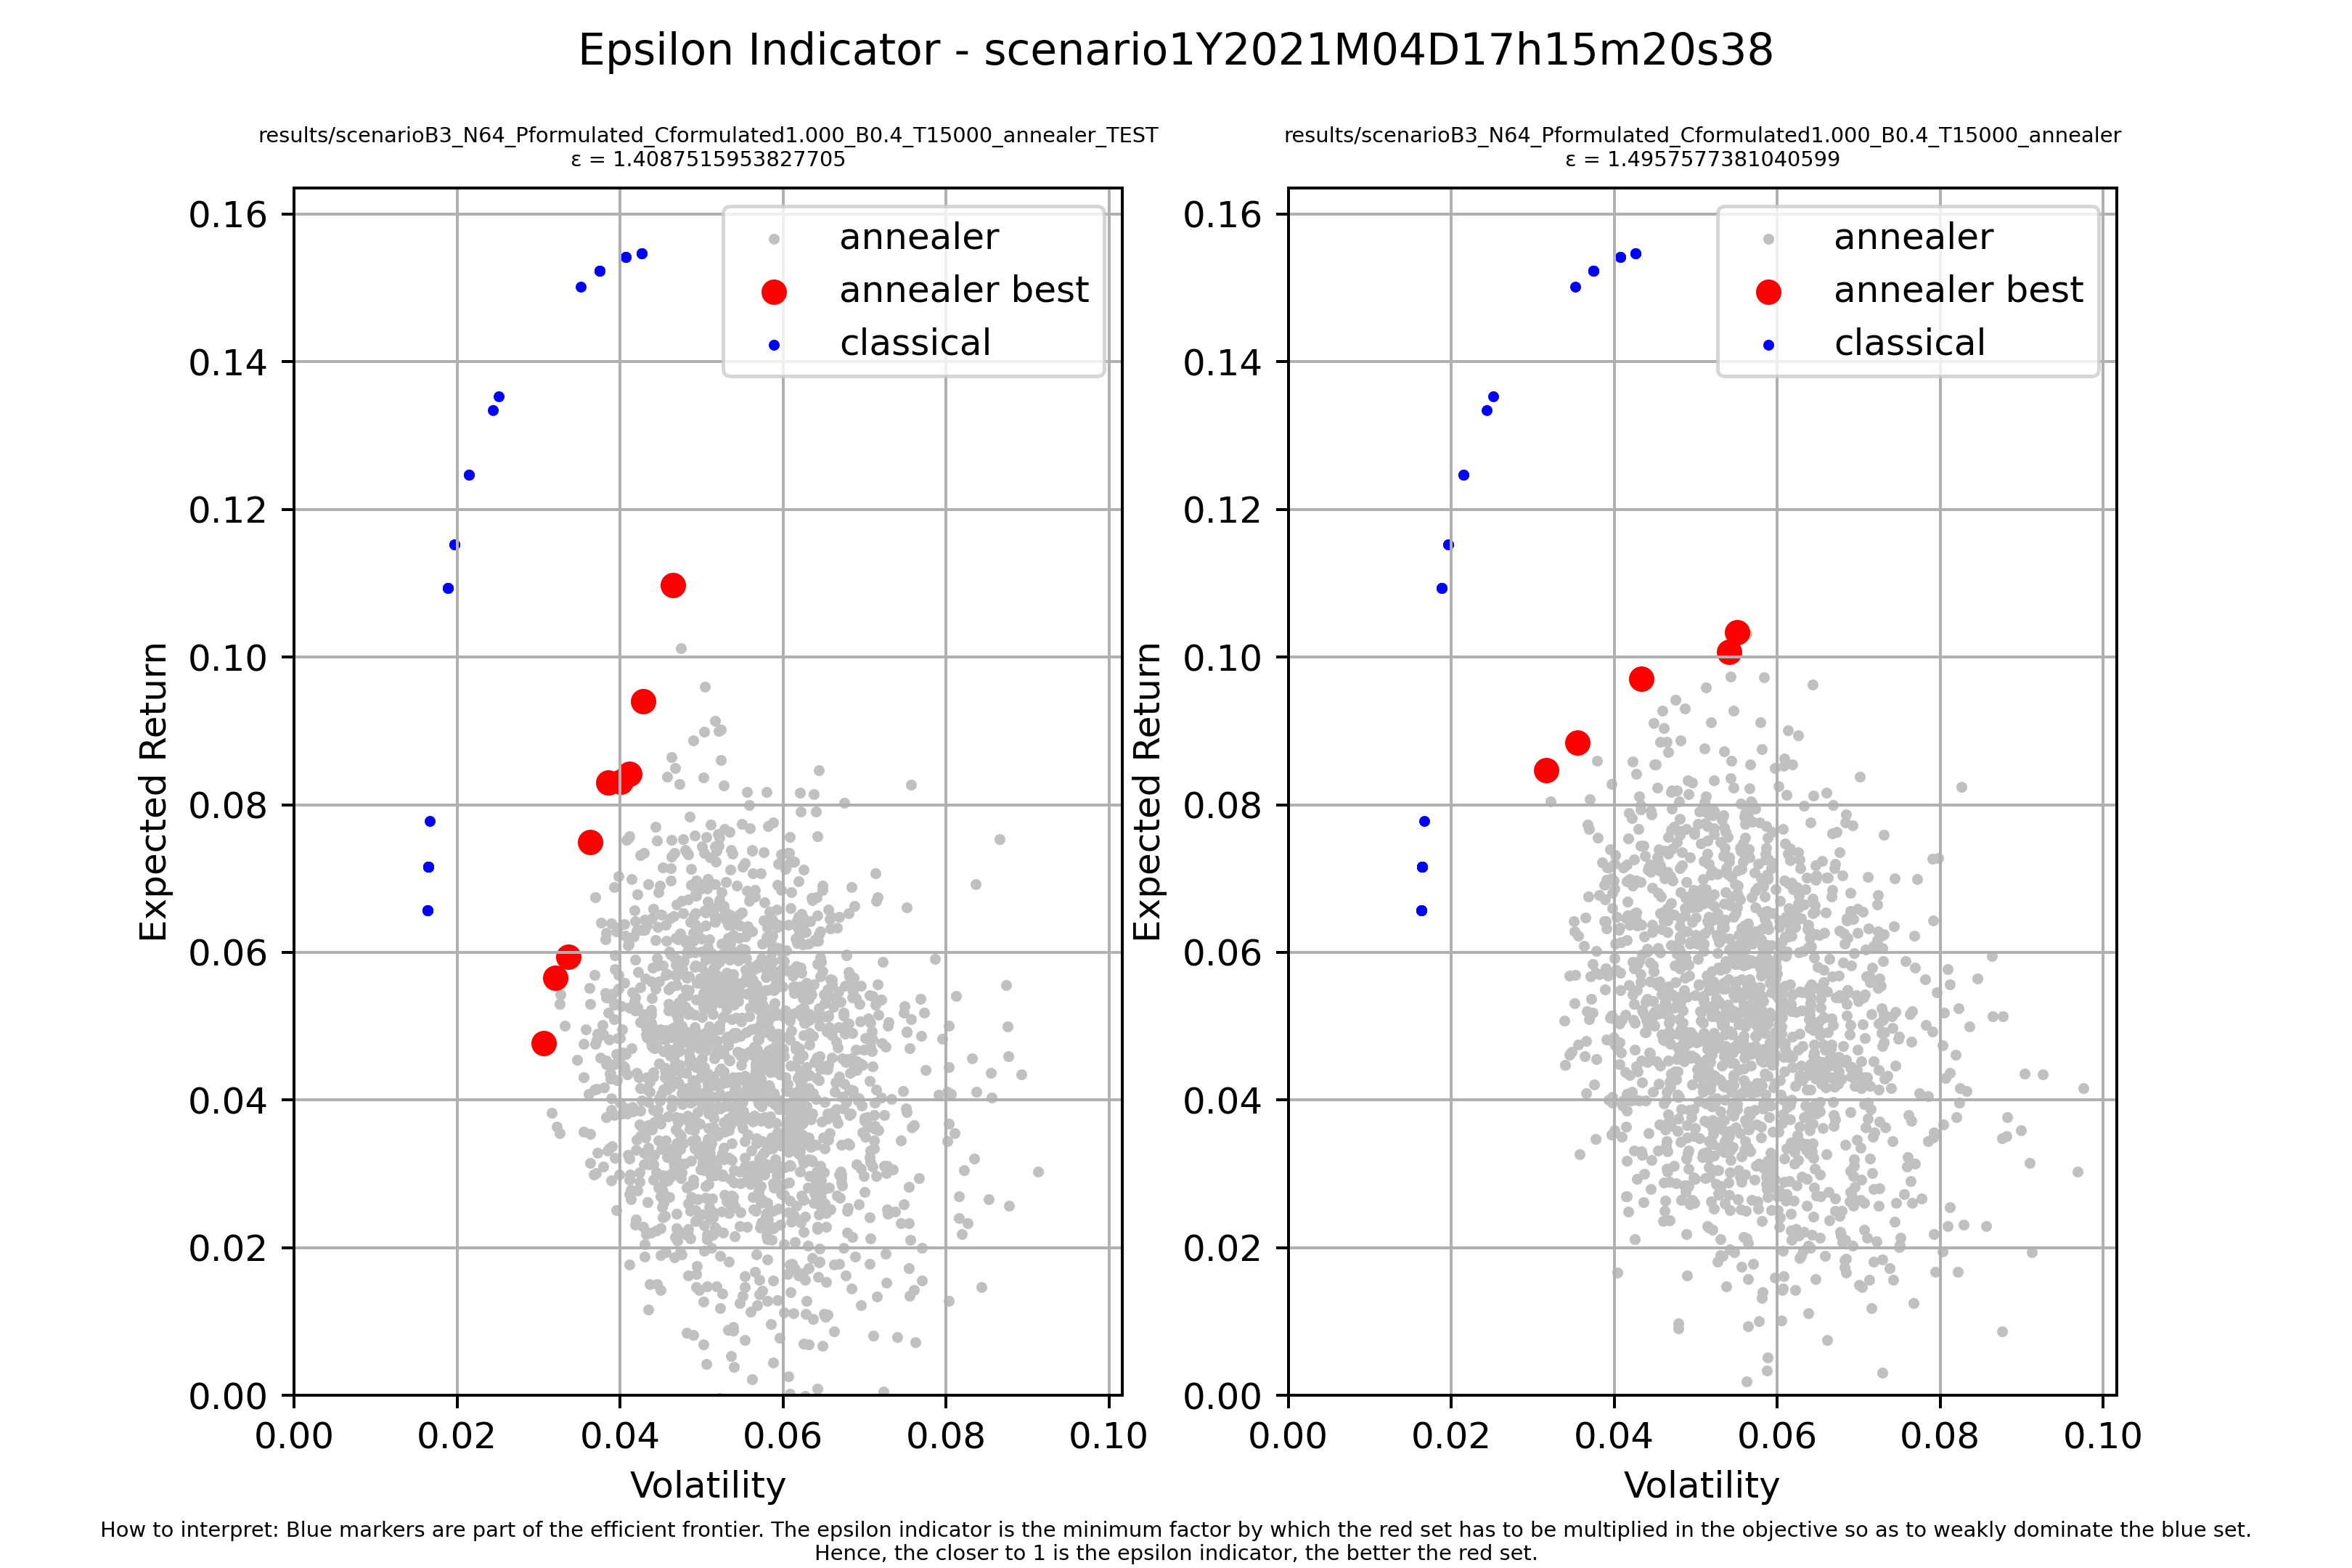 Epsilon Indicator - scenario1Y2021M04D17h15m20s38
results/scenarioB3_N64_Pformulated_Cformulated1.000_B0.4_T15000_annealer_TEST
ε = 1.4087515953827705
0.16
0.14
0.12
0.10
0.08
0.06
0.04
0.02
0.00
Expected Return
annealer
annealer best
classical
0.00 0.02 0.04 0.06 0.08 0.10
Volatility
results/scenarioB3_N64_Pformulated_Cformulated1.000_B0.4_T15000_annealer
ε = 1.4957577381040599
0.16
0.14
0.12
0.10
0.08
0.06
0.04
0.02
0.00
Expected Return
annealer
annealer best
classical
0.00 0.02 0.04 0.06 0.08 0.10
Volatility
How to interpret: Blue markers are part of the efficient frontier. The epsilon indicator is the minimum factor by which the red set has to be multiplied in the objective so as to weakly dominate the blue set.
Hence, the closer to 1 is the epsilon indicator, the better the red set.